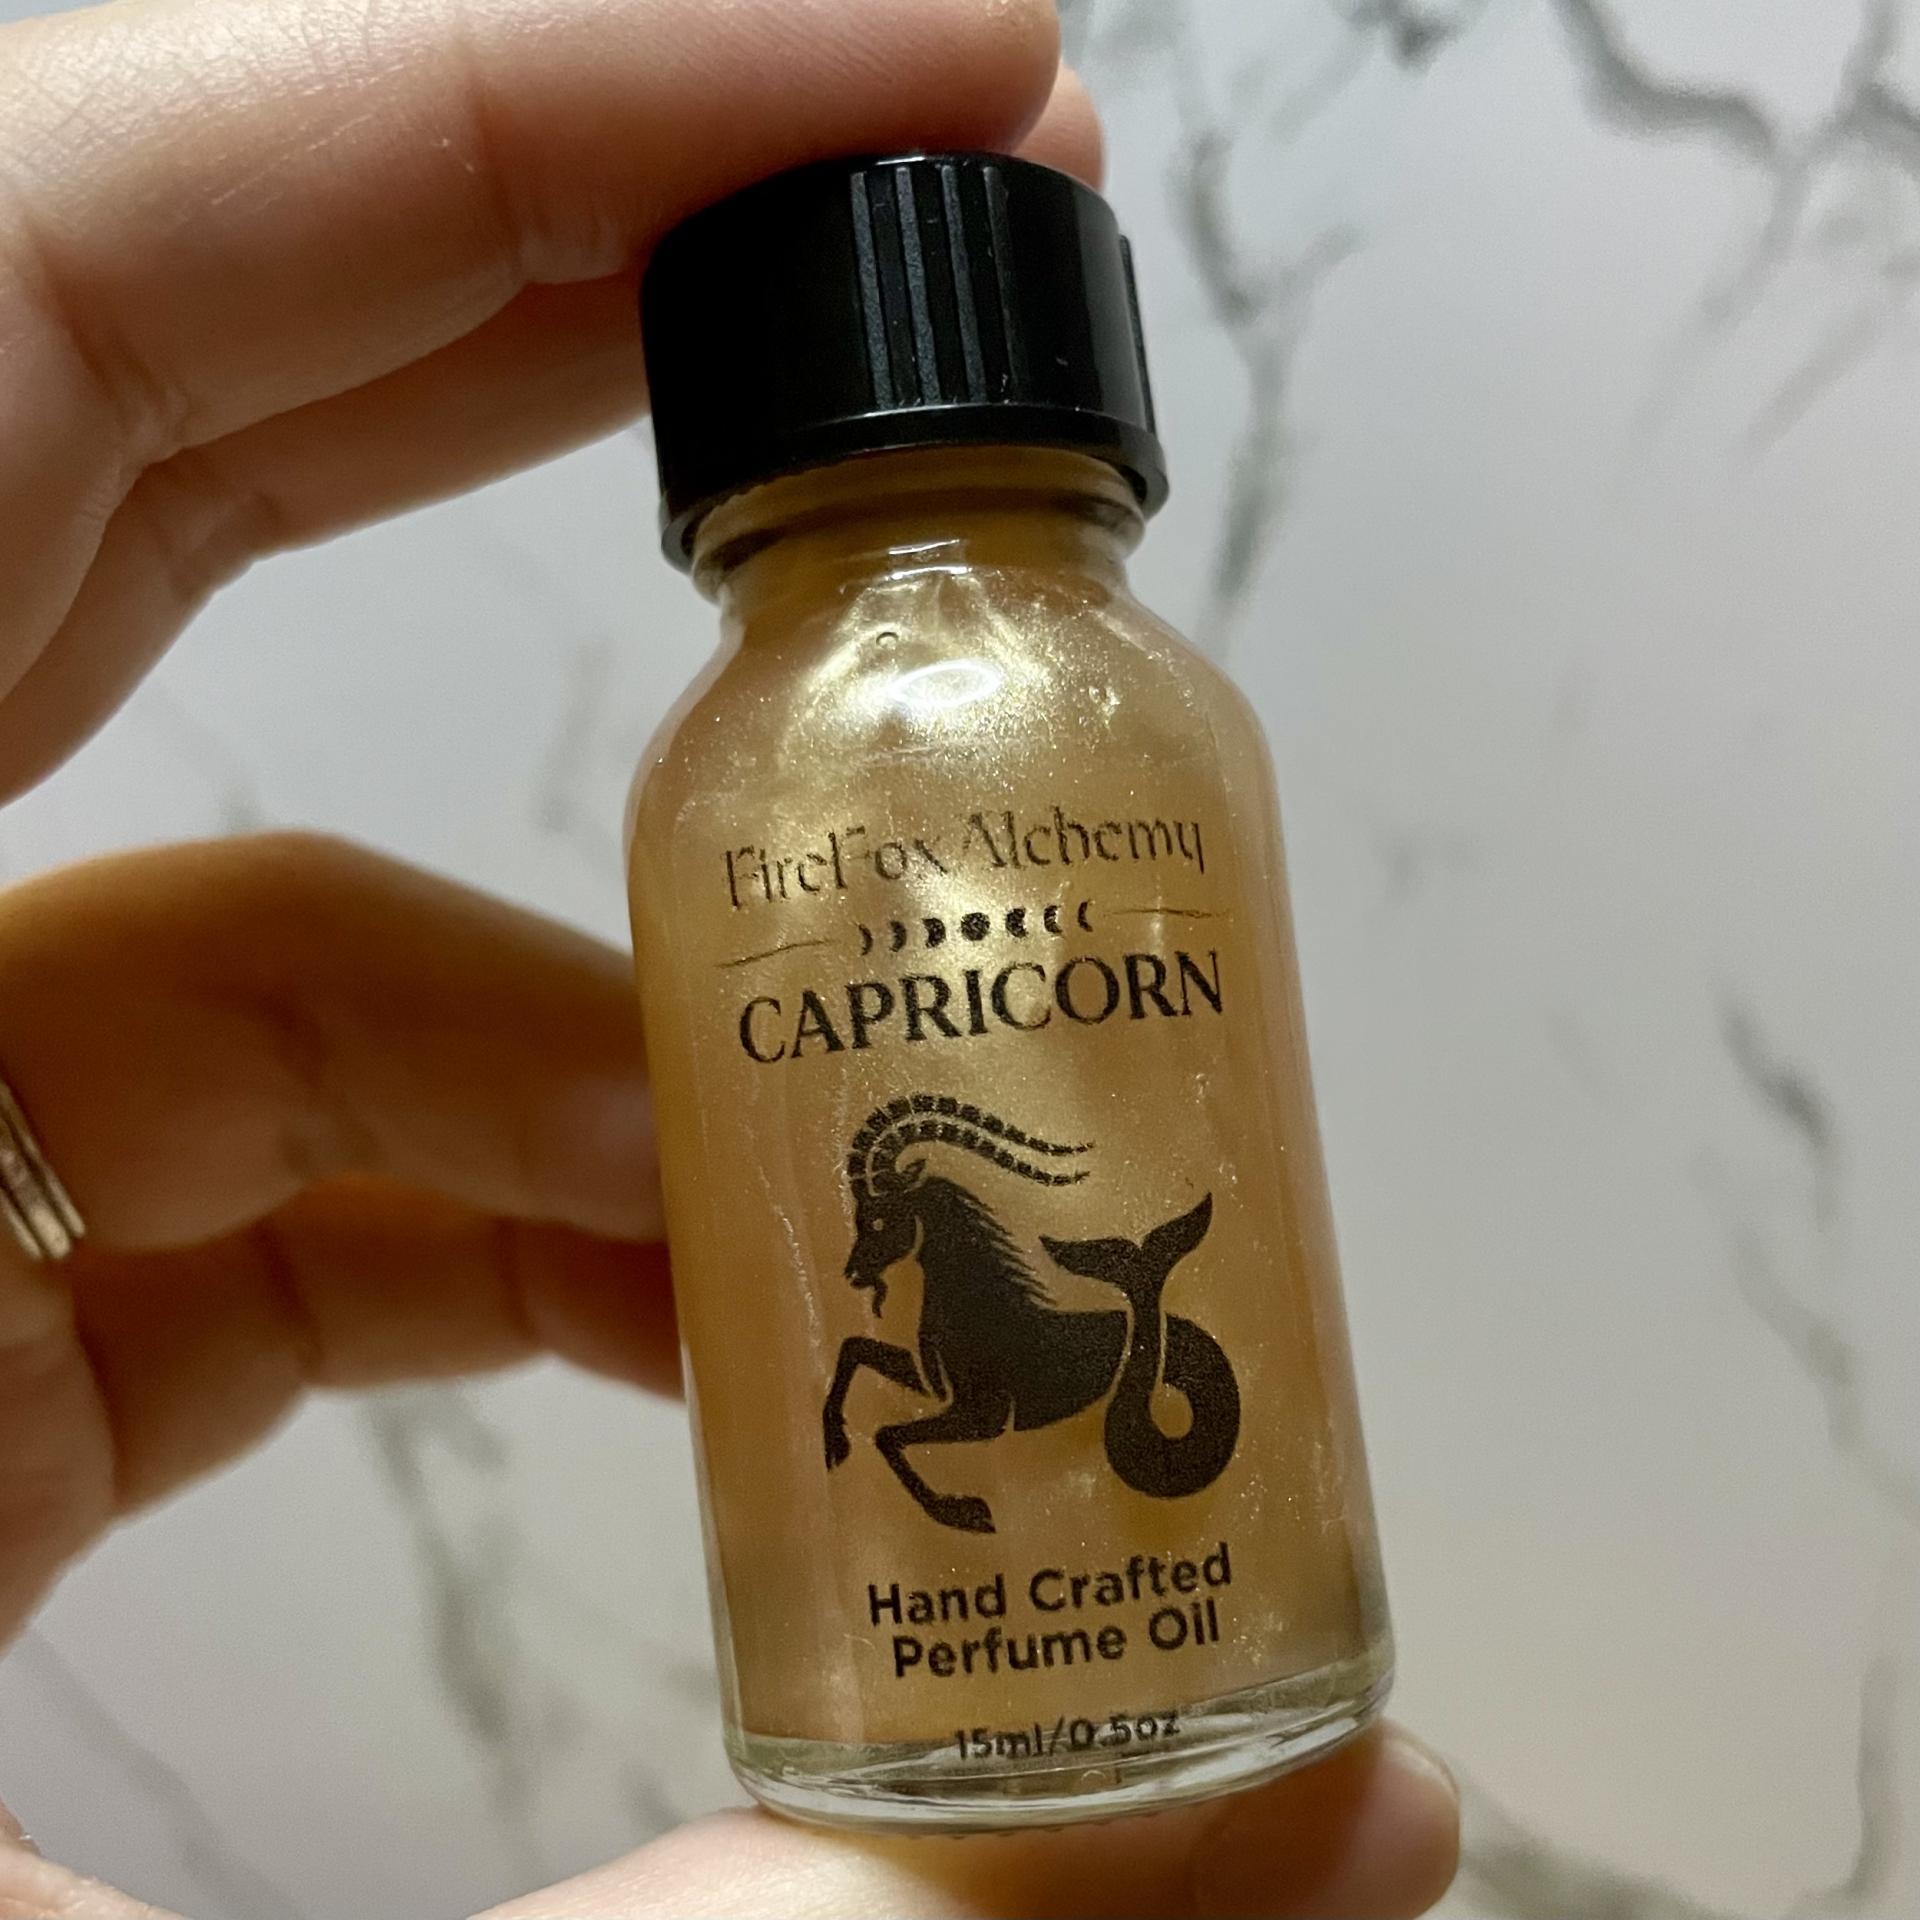 FireFox Alchemy
CAPRICORN
Hand Crafted
Perfume Oil
15ml/0.5oz